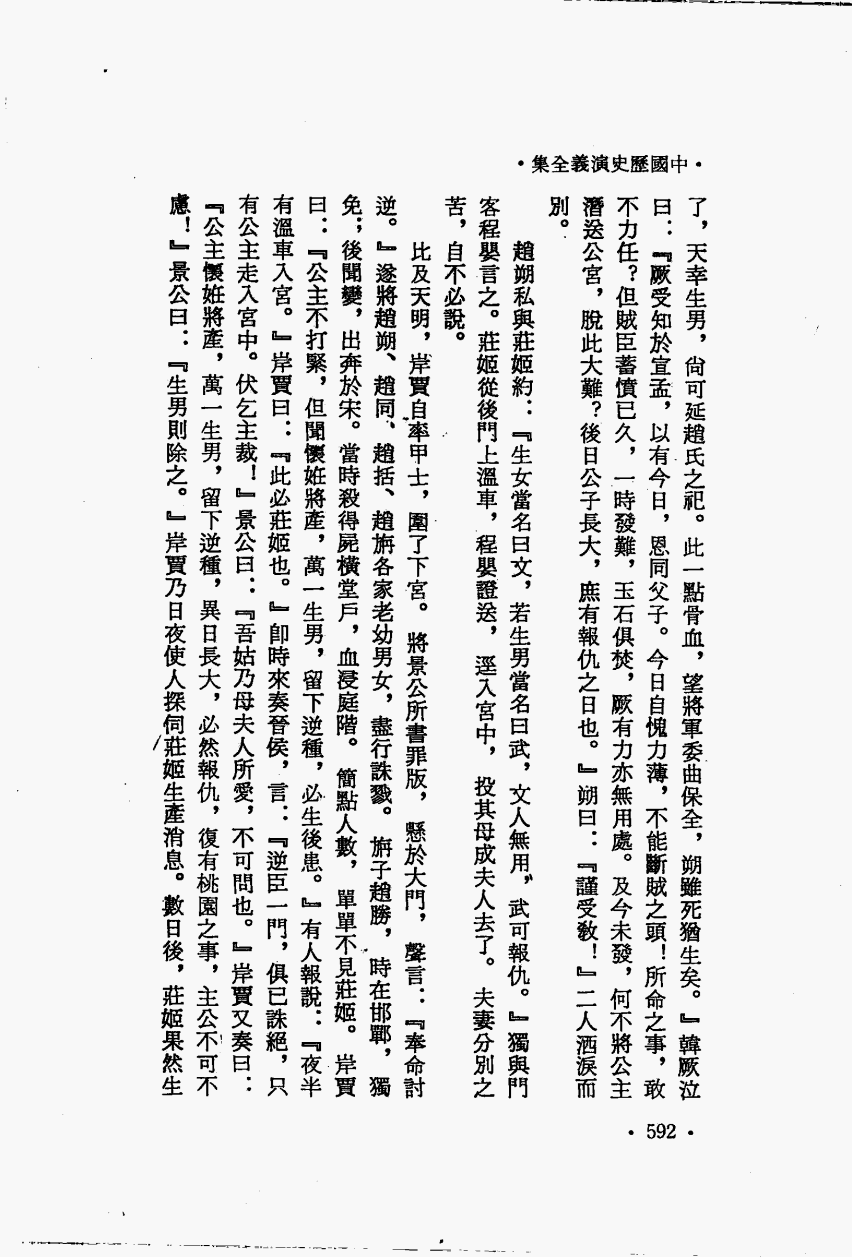 •中國歷史演義全集•
了，天幸生男，尙可延趙氏之祀。此一點骨血，望將軍委曲保全，朔雖死猶生矣。』韓厥泣
曰：『厥受知於宣孟，以有今日，恩同父子。今日自愧力薄，不能斷賊之頭！所命之事，敢
不力任？但賊臣蓄憤已久，一時發難，玉石俱焚，厥有力亦無用處。及今未發，何不將公主
潛送公宮，脫此大難？後日公子長大，庶有報仇之日也。』朔曰：『謹受敎！』二人洒淚而
別。
趙朔私與莊姬約：『生女當名曰文，若生男當名曰武，文人無用，武可報仇。』獨與門
客程嬰言之。莊姬從後門上溫車，程嬰證送，逕入宮中，投其母成夫人去了。夫妻分別之
苦，自不必說。
比及天明，岸賈自率甲士，圍了下宮。將景公所書罪版，懸於大門，聲言：『奉命討
逆。』遂將趙朔、趙同、趙括、趙旃各家老幼男女，盡行誅戮。旃子趙勝，時在邯鄲，獨
免；後聞變，出奔於宋。當時殺得屍橫堂戶，血浸庭階。簡點人數，單單不見莊姬。岸賈
曰：『公主不打緊，但聞懷姙將產，萬一生男，留下逆種，必生後患。』有人報說：『夜半
有溫車入宮。』岸賈曰：『此必莊姬也。』卽時來奏晉侯，言：『逆臣一門，俱已誅絕，只
有公主走入宮中。伏乞主裁！』景公曰：『吾姑乃母夫人所愛，不可問也。』岸賈又奏曰：
『公主懷姙將產，萬一生男，留下逆種，異日長大，必然報仇，復有桃園之事，主公不可不
慮！』景公曰：『生男則除之。』岸賈乃日夜使人探伺莊姬生產消息。數日後，莊姬果然生
•592•